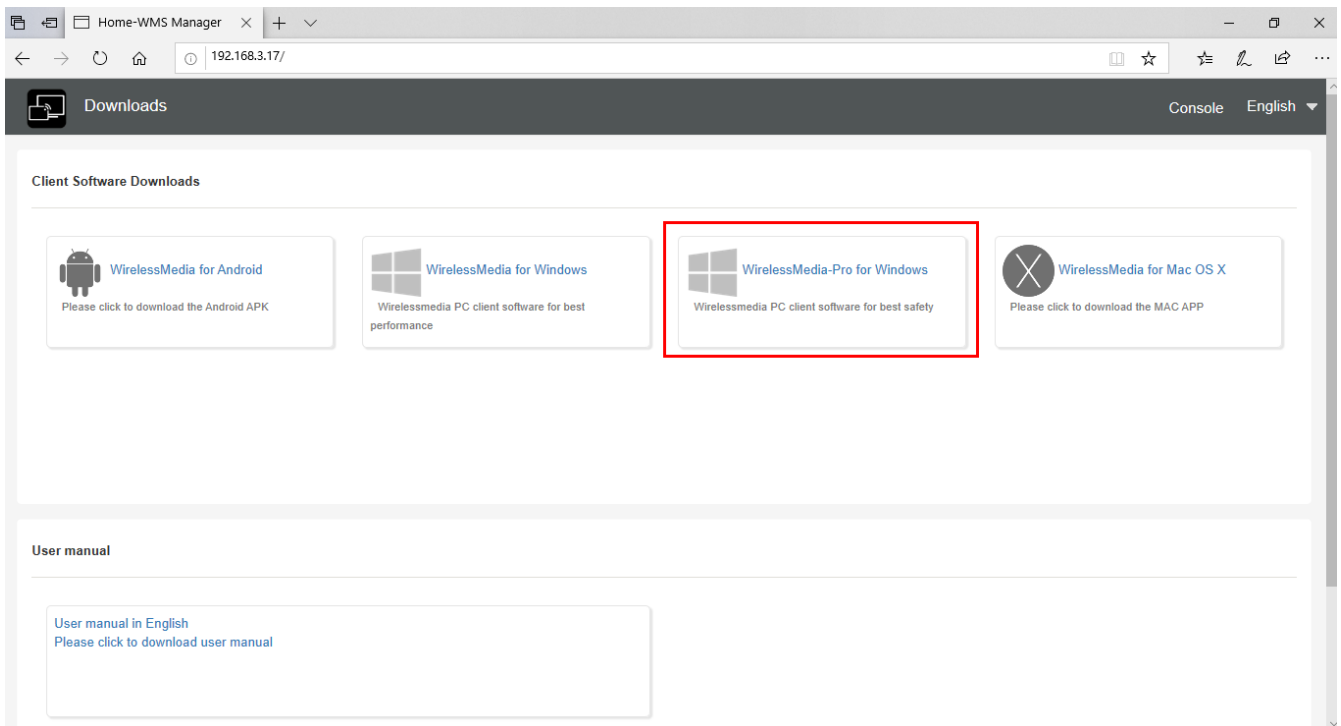 Home-WMS Manager
192.168.3.17/
Downloads
Console
English
Client Software Downloads
WirelessMedia for Android
Please click to download the Android APK
WirelessMedia for Windows
Wirelessmedia PC client software for best
performance
WirelessMedia-Pro for Windows
Wirelessmedia PC client software for best safety
WirelessMedia for Mac OS X
Please click to download the MAC APP
User manual
User manual in English
Please click to download user manual